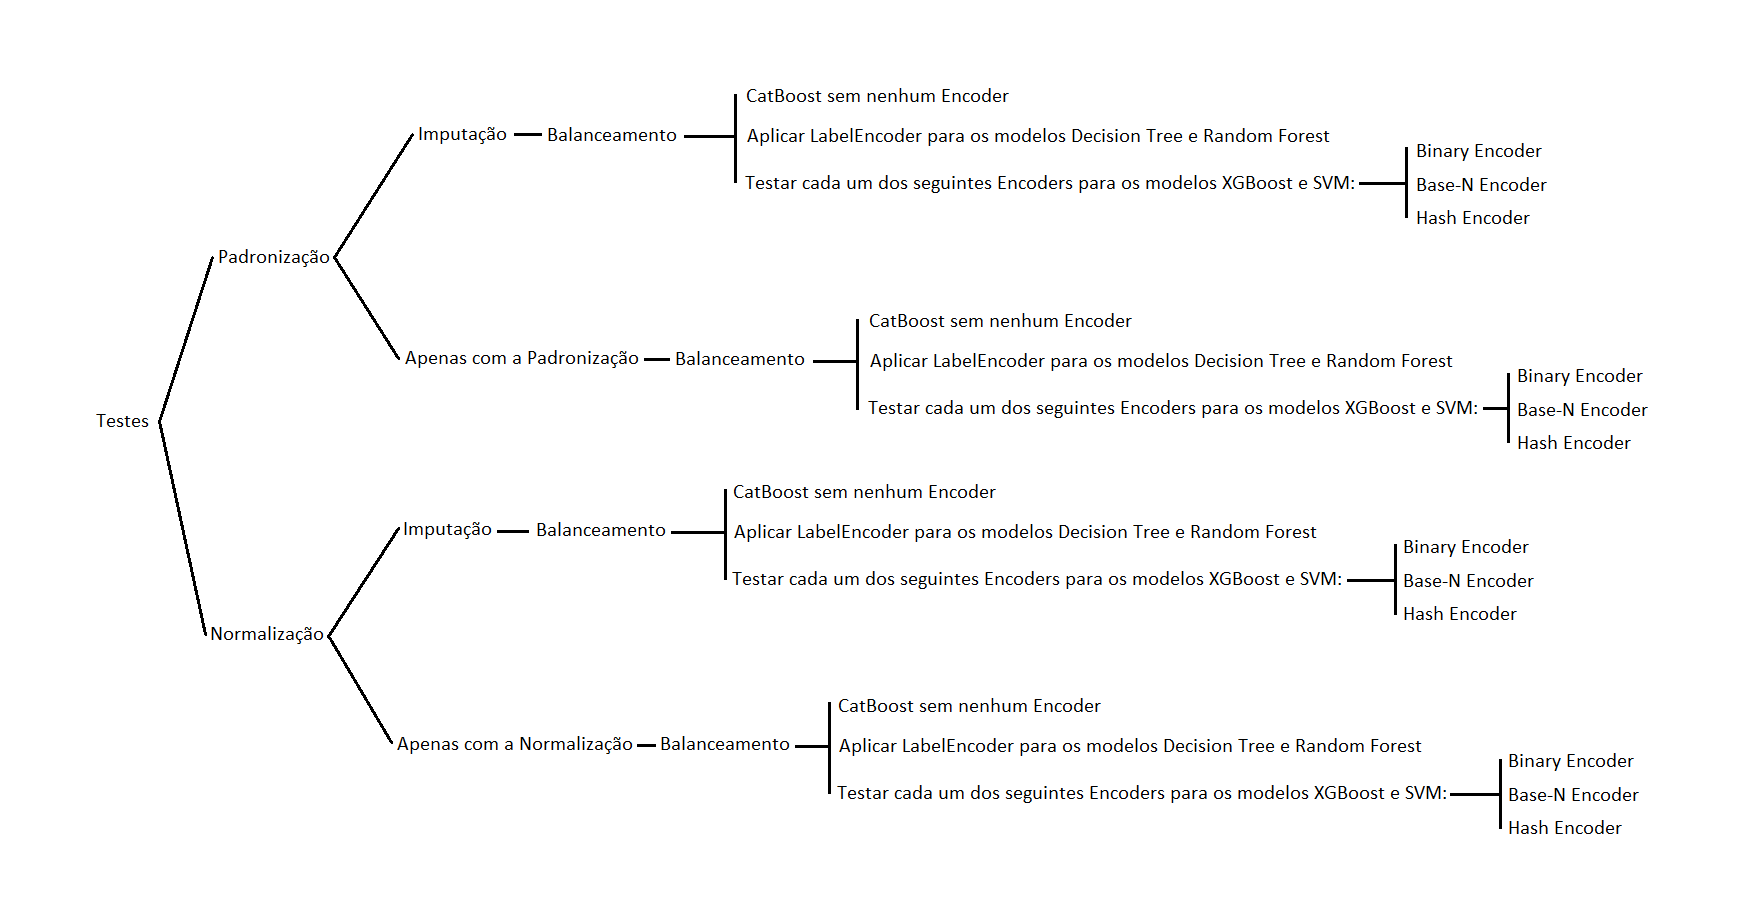 Testes
Padronização
Imputação
Balanceamento
CatBoost sem nenhum Encoder
Aplicar LabelEncoder para os modelos Decision Tree e Random Forest
Testar cada um dos seguintes Encoders para os modelos XGBoost e SVM:
Binary Encoder
Base-N Encoder
Hash Encoder
Apenas com a Padronização
Balanceamento
CatBoost sem nenhum Encoder
Aplicar LabelEncoder para os modelos Decision Tree e Random Forest
Testar cada um dos seguintes Encoders para os modelos XGBoost e SVM:
Binary Encoder
Base-N Encoder
Hash Encoder
Normalização
Imputação
Balanceamento
CatBoost sem nenhum Encoder
Aplicar LabelEncoder para os modelos Decision Tree e Random Forest
Testar cada um dos seguintes Encoders para os modelos XGBoost e SVM:
Binary Encoder
Base-N Encoder
Hash Encoder
Apenas com a Normalização
Balanceamento
CatBoost sem nenhum Encoder
Aplicar LabelEncoder para os modelos Decision Tree e Random Forest
Testar cada um dos seguintes Encoders para os modelos XGBoost e SVM:
Binary Encoder
Base-N Encoder
Hash Encoder